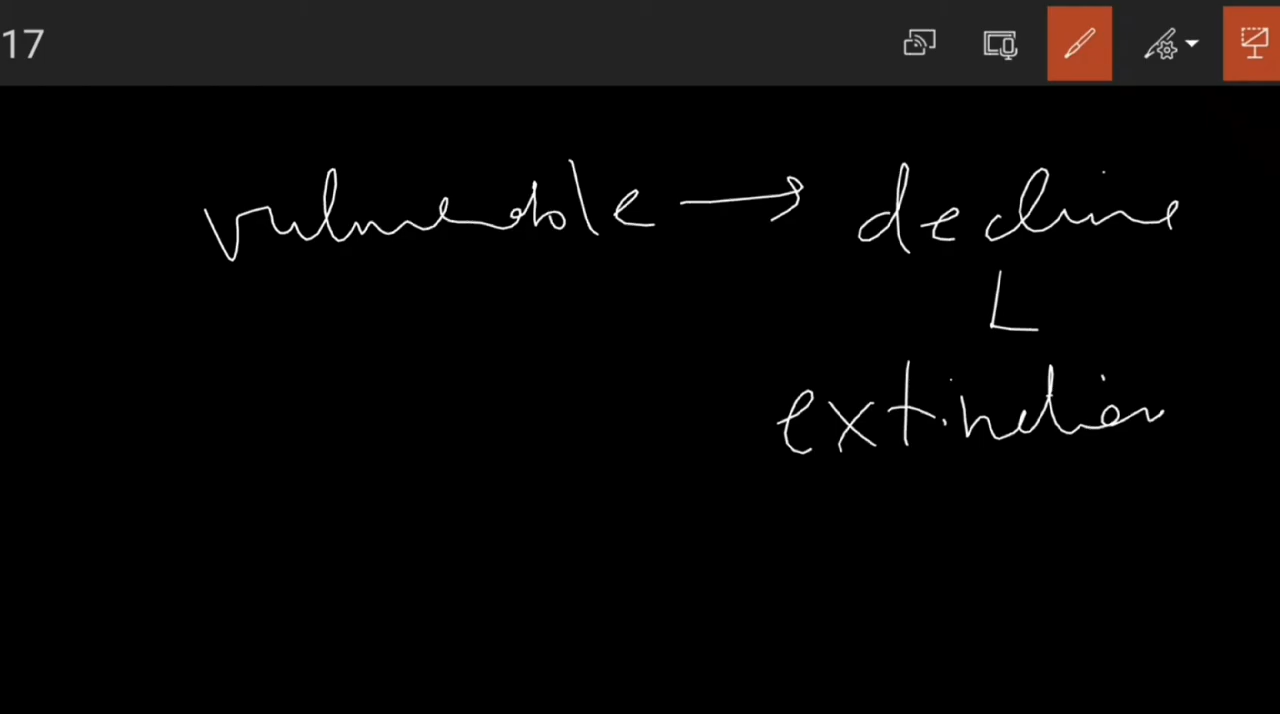 17
vulnerable → decline
extinction